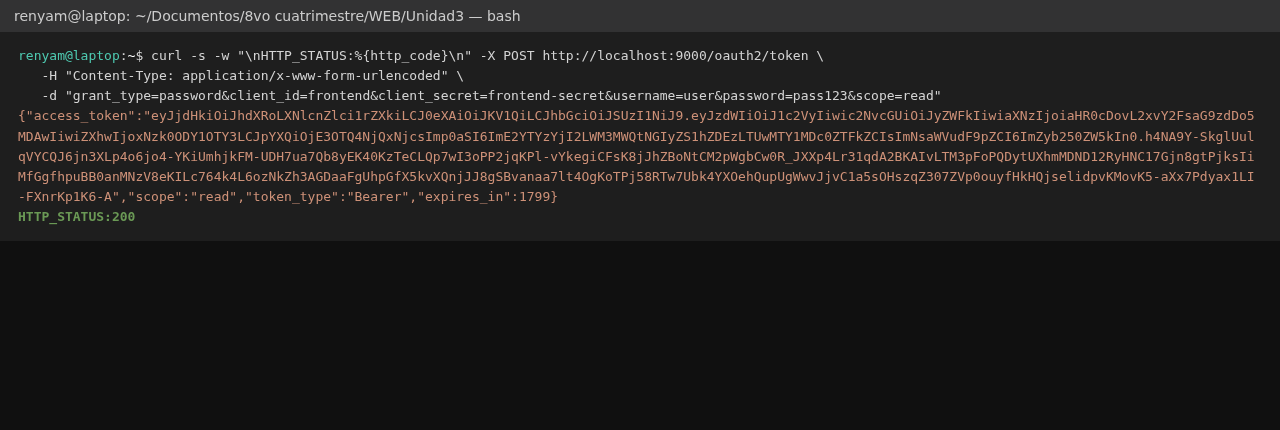 renyam@laptop: ~/Documentos/8vo cuatrimestre/WEB/Unidad3 — bash
renyam@laptop:~$ curl -s -w "\nHTTP_STATUS:%{http_code}\n" -X POST http://localhost:9000/oauth2/token \
-H "Content-Type: application/x-www-form-urlencoded" \
-d "grant_type=password&client_id=frontend&client_secret=frontend-secret&username=user&password=pass123&scope=read"
{"access_token":"eyJjdHkiOiJhdXRoLXNlcnZlci1rZXkiLCJ0eXAiOiJKV1QiLCJhbGciOiJSUzI1NiJ9.eyJzdWIiOiJ1c2VyIiwic2NvcGUiOiJyZWFkIiwiaXNzIjoiaHR0cDovL2xvY2FsaG9zdDo5
MDAwIiwiZXhwIjoxNzk0ODY1OTY3LCJpYXQiOjE3OTQ4NjQxNjcsImp0aSI6ImE2YTYzYjI2LWM3MWQtNGIyZS1hZDEzLTUwMTY1MDc0ZTFkZCIsImNsaWVudF9pZCI6ImZyb250ZW5kIn0.h4NA9Y-SkglUul
qVYCQJ6jn3XLp4o6jo4-YKiUmhjkFM-UDH7ua7Qb8yEK40KzTeCLQp7wI3oPP2jqKPl-vYkegiCFsK8jJhZBoNtCM2pWgbCw0R_JXXp4Lr31qdA2BKAIvLTM3pFoPQDytUXhmMDND12RyHNC17Gjn8gtPjksIi
MfGgfhpuBB0anMNzV8eKILc764k4L6ozNkZh3AGDaaFgUhpGfX5kvXQnjJJ8gSBvanaa7lt4OgKoTPj58RTw7Ubk4YXOehQupUgWwvJjvC1a5sOHszqZ307ZVp0ouyfHkHQjselidpvKMovK5-aXx7Pdyax1LI
-FXnrKp1K6-A","scope":"read","token_type":"Bearer","expires_in":1799}
HTTP_STATUS:200